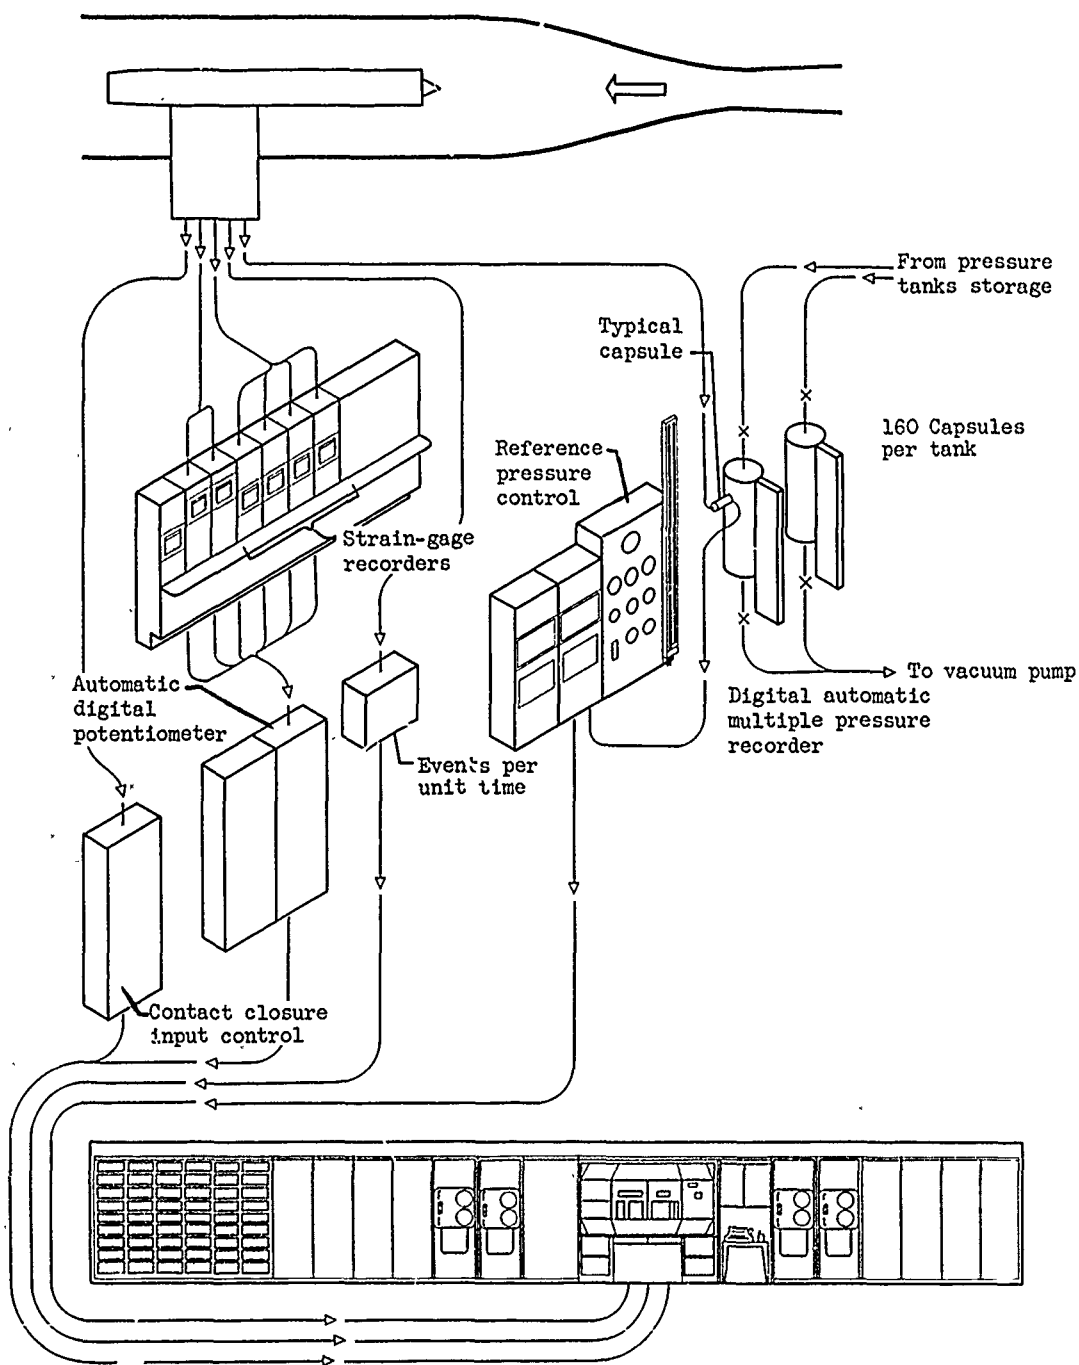 From pressure
tanks storage
Typical
capsule
160 Capsules
per tank
Reference
pressure
control
Strain-gage
recorders
To vacuum pump
Automatic
digital
potentiometer
Digital automatic
multiple pressure
recorder
Events per
unit time
Contact closure
input control